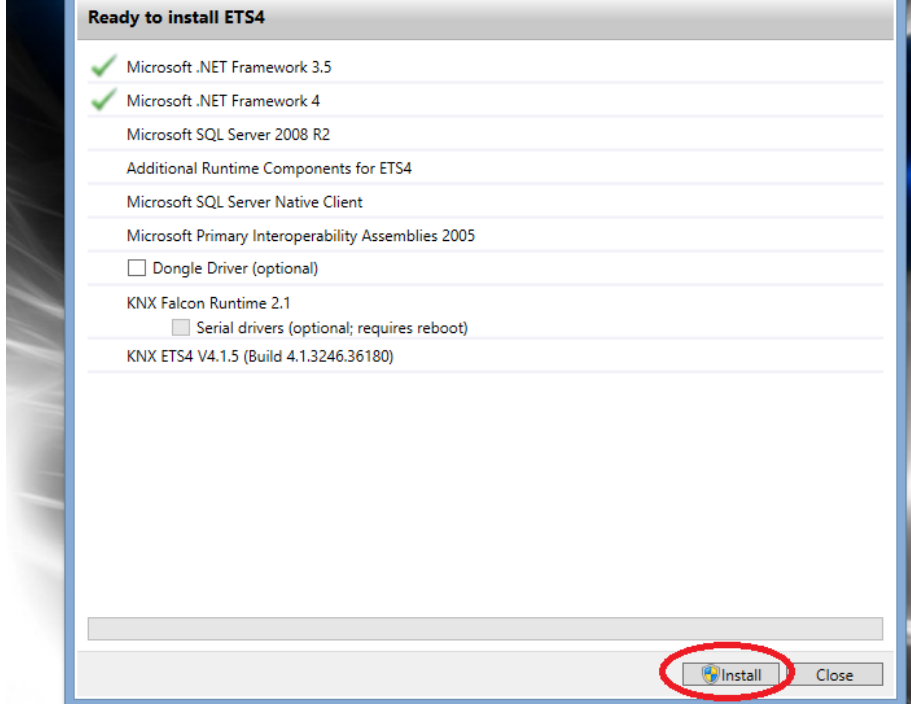 Ready to install ETS4
Microsoft .NET Framework 3.5
Microsoft .NET Framework 4
Microsoft SQL Server 2008 R2
Additional Runtime Components for ETS4
Microsoft SQL Server Native Client
Microsoft Primary Interoperability Assemblies 2005
Dongle Driver (optional)
KNX Falcon Runtime 2.1
Serial drivers (optional; requires reboot)
KNX ETS4 V4.1.5 (Build 4.1.3246.36180)
Install
Close